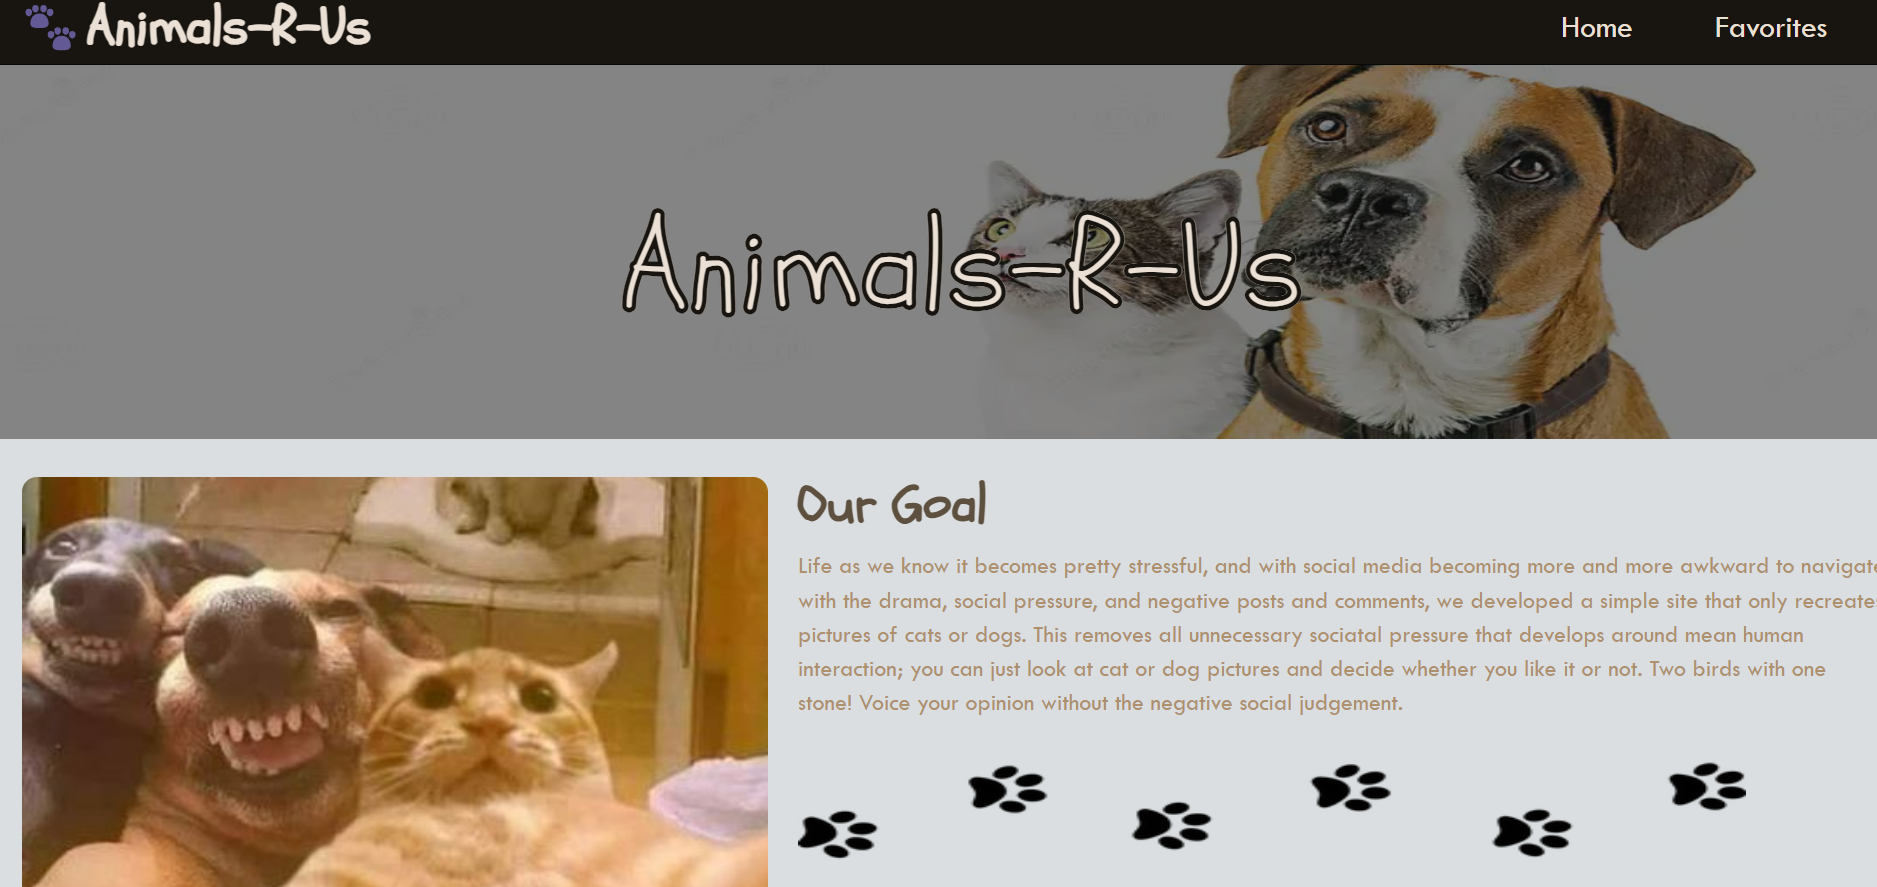 Animals-R-Us
Home
Favorites
Animals-R-Us
Our Goal
Life as we know it becomes pretty stressful, and with social media becoming more and more awkward to navigate
with the drama, social pressure, and negative posts and comments, we developed a simple site that only recreate
pictures of cats or dogs. This removes all unnecessary sociatal pressure that develops around mean human
interaction; you can just look at cat or dog pictures and decide whether you like it or not. Two birds with one
stone! Voice your opinion without the negative social judgement.